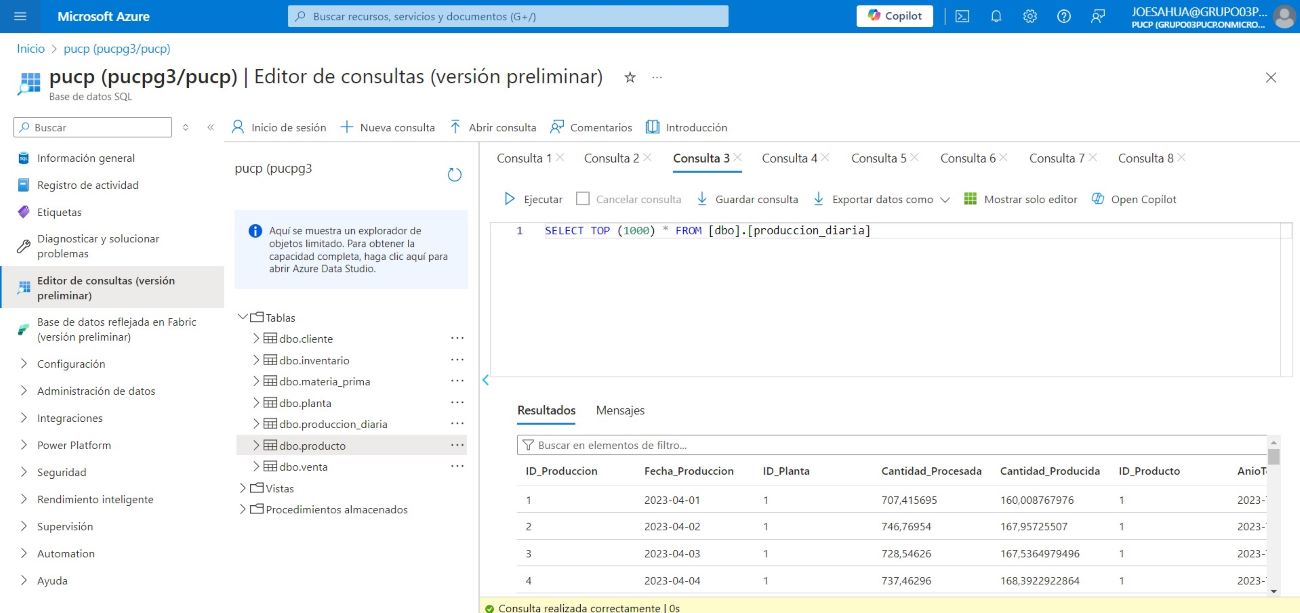 Microsoft Azure
Buscar recursos, servicios y documentos (G+/)
Copilot
JOESAHUA@GRUPO03P...
PUCP (GRUPO03PUCP.ONMICRO...
Inicio > pucp (pucpg3/pucp)
pucp (pucpg3/pucp) | Editor de consultas (versión preliminar)
Base de datos SQL
Buscar
Información general
Registro de actividad
Etiquetas
Diagnosticar y solucionar
problemas
Editor de consultas (versión
preliminar)
Base de datos reflejada en Fabric
(versión preliminar)
Configuración
Administración de datos
Integraciones
Power Platform
Seguridad
Rendimiento inteligente
Supervisión
Automation
Ayuda
Inicio de sesión Nueva consulta Abrir consulta Comentarios Introducción
pucp (pucpg3
Aquí se muestra un explorador de
objetos limitado. Para obtener la
capacidad completa, haga clic aquí para
abrir Azure Data Studio.
Tablas
dbo.cliente
dbo.inventario
dbo.materia_prima
dbo.planta
dbo.produccion_diaria
dbo.producto
dbo.venta
Vistas
Procedimientos almacenados
Consulta 1 Consulta 2 Consulta 3 Consulta 4 Consulta 5 Consulta 6 Consulta 7 Consulta 8
Ejecutar Cancelar consulta Guardar consulta Exportar datos como Mostrar solo editor Open Copilot
1 SELECT TOP (1000) * FROM [dbo].[produccion_diaria]
Resultados Mensajes
Buscar en elementos de filtro...
ID_Produccion Fecha_Produccion ID_Planta Cantidad_Procesada Cantidad_Producida ID_Producto AnioT
1 2023-04-01 1 707,415695 160,008767976 1 2023-
2 2023-04-02 1 746,76954 167,95725507 1 2023-
3 2023-04-03 1 728,54626 167,5364979496 1 2023-
4 2023-04-04 1 737,46296 168,3922922864 1 2023-
Consulta realizada correctamente | 0s